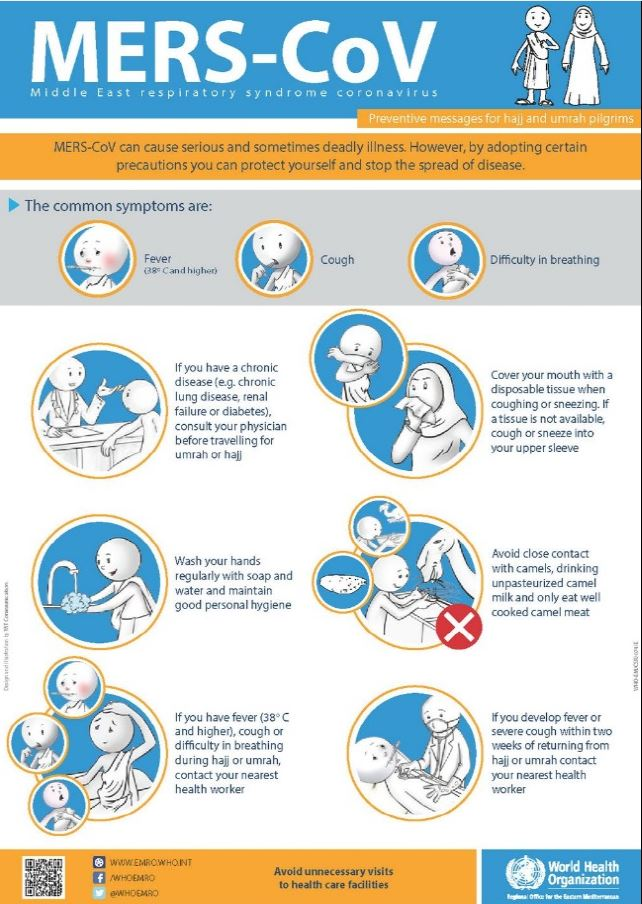 MERS-CoV
Middle East respiratory syndrome coronavirus
Preventive messages for hajj and umrah pilgrims
MERS-CoV can cause serious and sometimes deadly illness. However, by adopting certain
precautions you can protect yourself and stop the spread of disease.
The common symptoms are:
Fever
(38° C and higher)
Cough
Difficulty in breathing
If you have a chronic
disease (e.g. chronic
lung disease, renal
failure or diabetes),
consult your physician
before travelling for
umrah or hajj
Cover your mouth with a
disposable tissue when
coughing or sneezing. If
a tissue is not available,
cough or sneeze into
your upper sleeve
Wash your hands
regularly with soap and
water and maintain
good personal hygiene
Avoid close contact
with camels, drinking
unpasteurized camel
milk and only eat well
cooked camel meat
If you have fever (38° C
and higher), cough or
difficulty in breathing
during hajj or umrah,
contact your nearest
health worker
If you develop fever or
severe cough within two
weeks of returning from
hajj or umrah contact
your nearest health
worker
Design and illustration by
Communication
WWW.EMRO.WHO.INT
/WHOEMRO
@WHOEMRO
Avoid unnecessary visits
to health care facilities
World Health
Organization
Regional Office for the Eastern Mediterranean